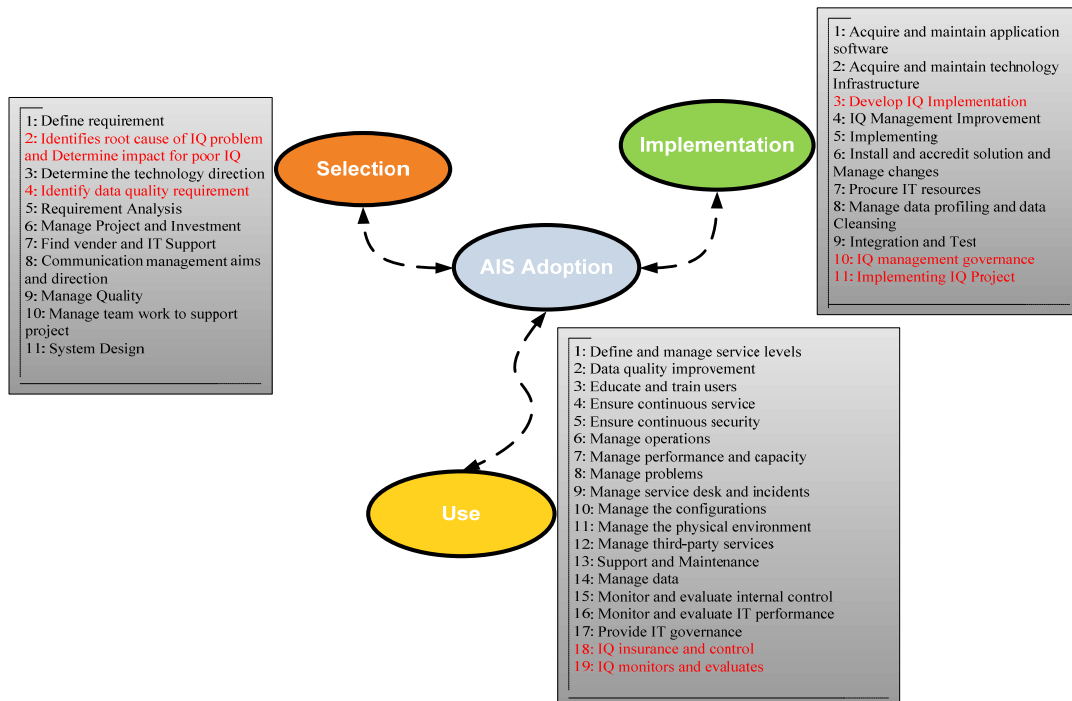 1: Define requirement
2: Identifies root cause of IQ problem
and Determine impact for poor IQ
3: Determine the technology direction
4: Identify data quality requirement
5: Requirement Analysis
6: Manage Project and Investment
7: Find vender and IT Support
8: Communication management aims
and direction
9: Manage Quality
10: Manage team work to support
project
11: System Design
Selection
Implementation
1: Acquire and maintain application
software
2: Acquire and maintain technology
Infrastructure
3: Develop IQ Implementation
4: IQ Management Improvement
5: Implementing
6: Install and accredit solution and
Manage changes
7: Procure IT resources
8: Manage data profiling and data
Cleansing
9: Integration and Test
10: IQ management governance
11: Implementing IQ Project
AIS Adoption
Use
1: Define and manage service levels
2: Data quality improvement
3: Educate and train users
4: Ensure continuous service
5: Ensure continuous security
6: Manage operations
7: Manage performance and capacity
8: Manage problems
9: Manage service desk and incidents
10: Manage the configurations
11: Manage the physical environment
12: Manage third-party services
13: Support and Maintenance
14: Manage data
15: Monitor and evaluate internal control
16: Monitor and evaluate IT performance
17: Provide IT governance
18: IQ insurance and control
19: IQ monitors and evaluates